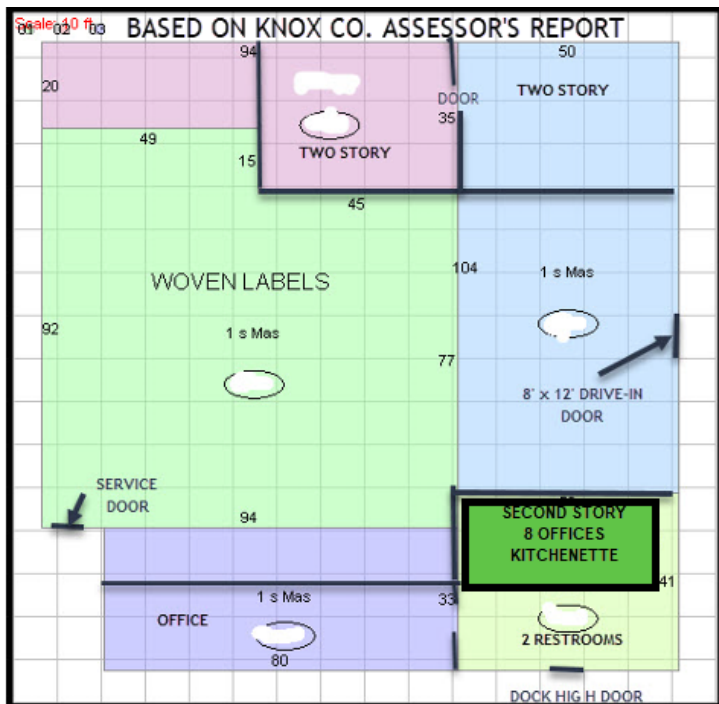 Scale: 10 ft
01 02 03
BASED ON KNOX CO. ASSESSOR'S REPORT
94
50
20
DOOR
TWO STORY
35
49
TWO STORY
15
45
104
1 s Mas
WOVEN LABELS
92
1 s Mas
77
8' x 12' DRIVE-IN
DOOR
SERVICE
DOOR
94
SECOND STORY
8 OFFICES
KITCHENETTE
41
1 s Mas
33
OFFICE
2 RESTROOMS
80
DOCK HIGH DOOR